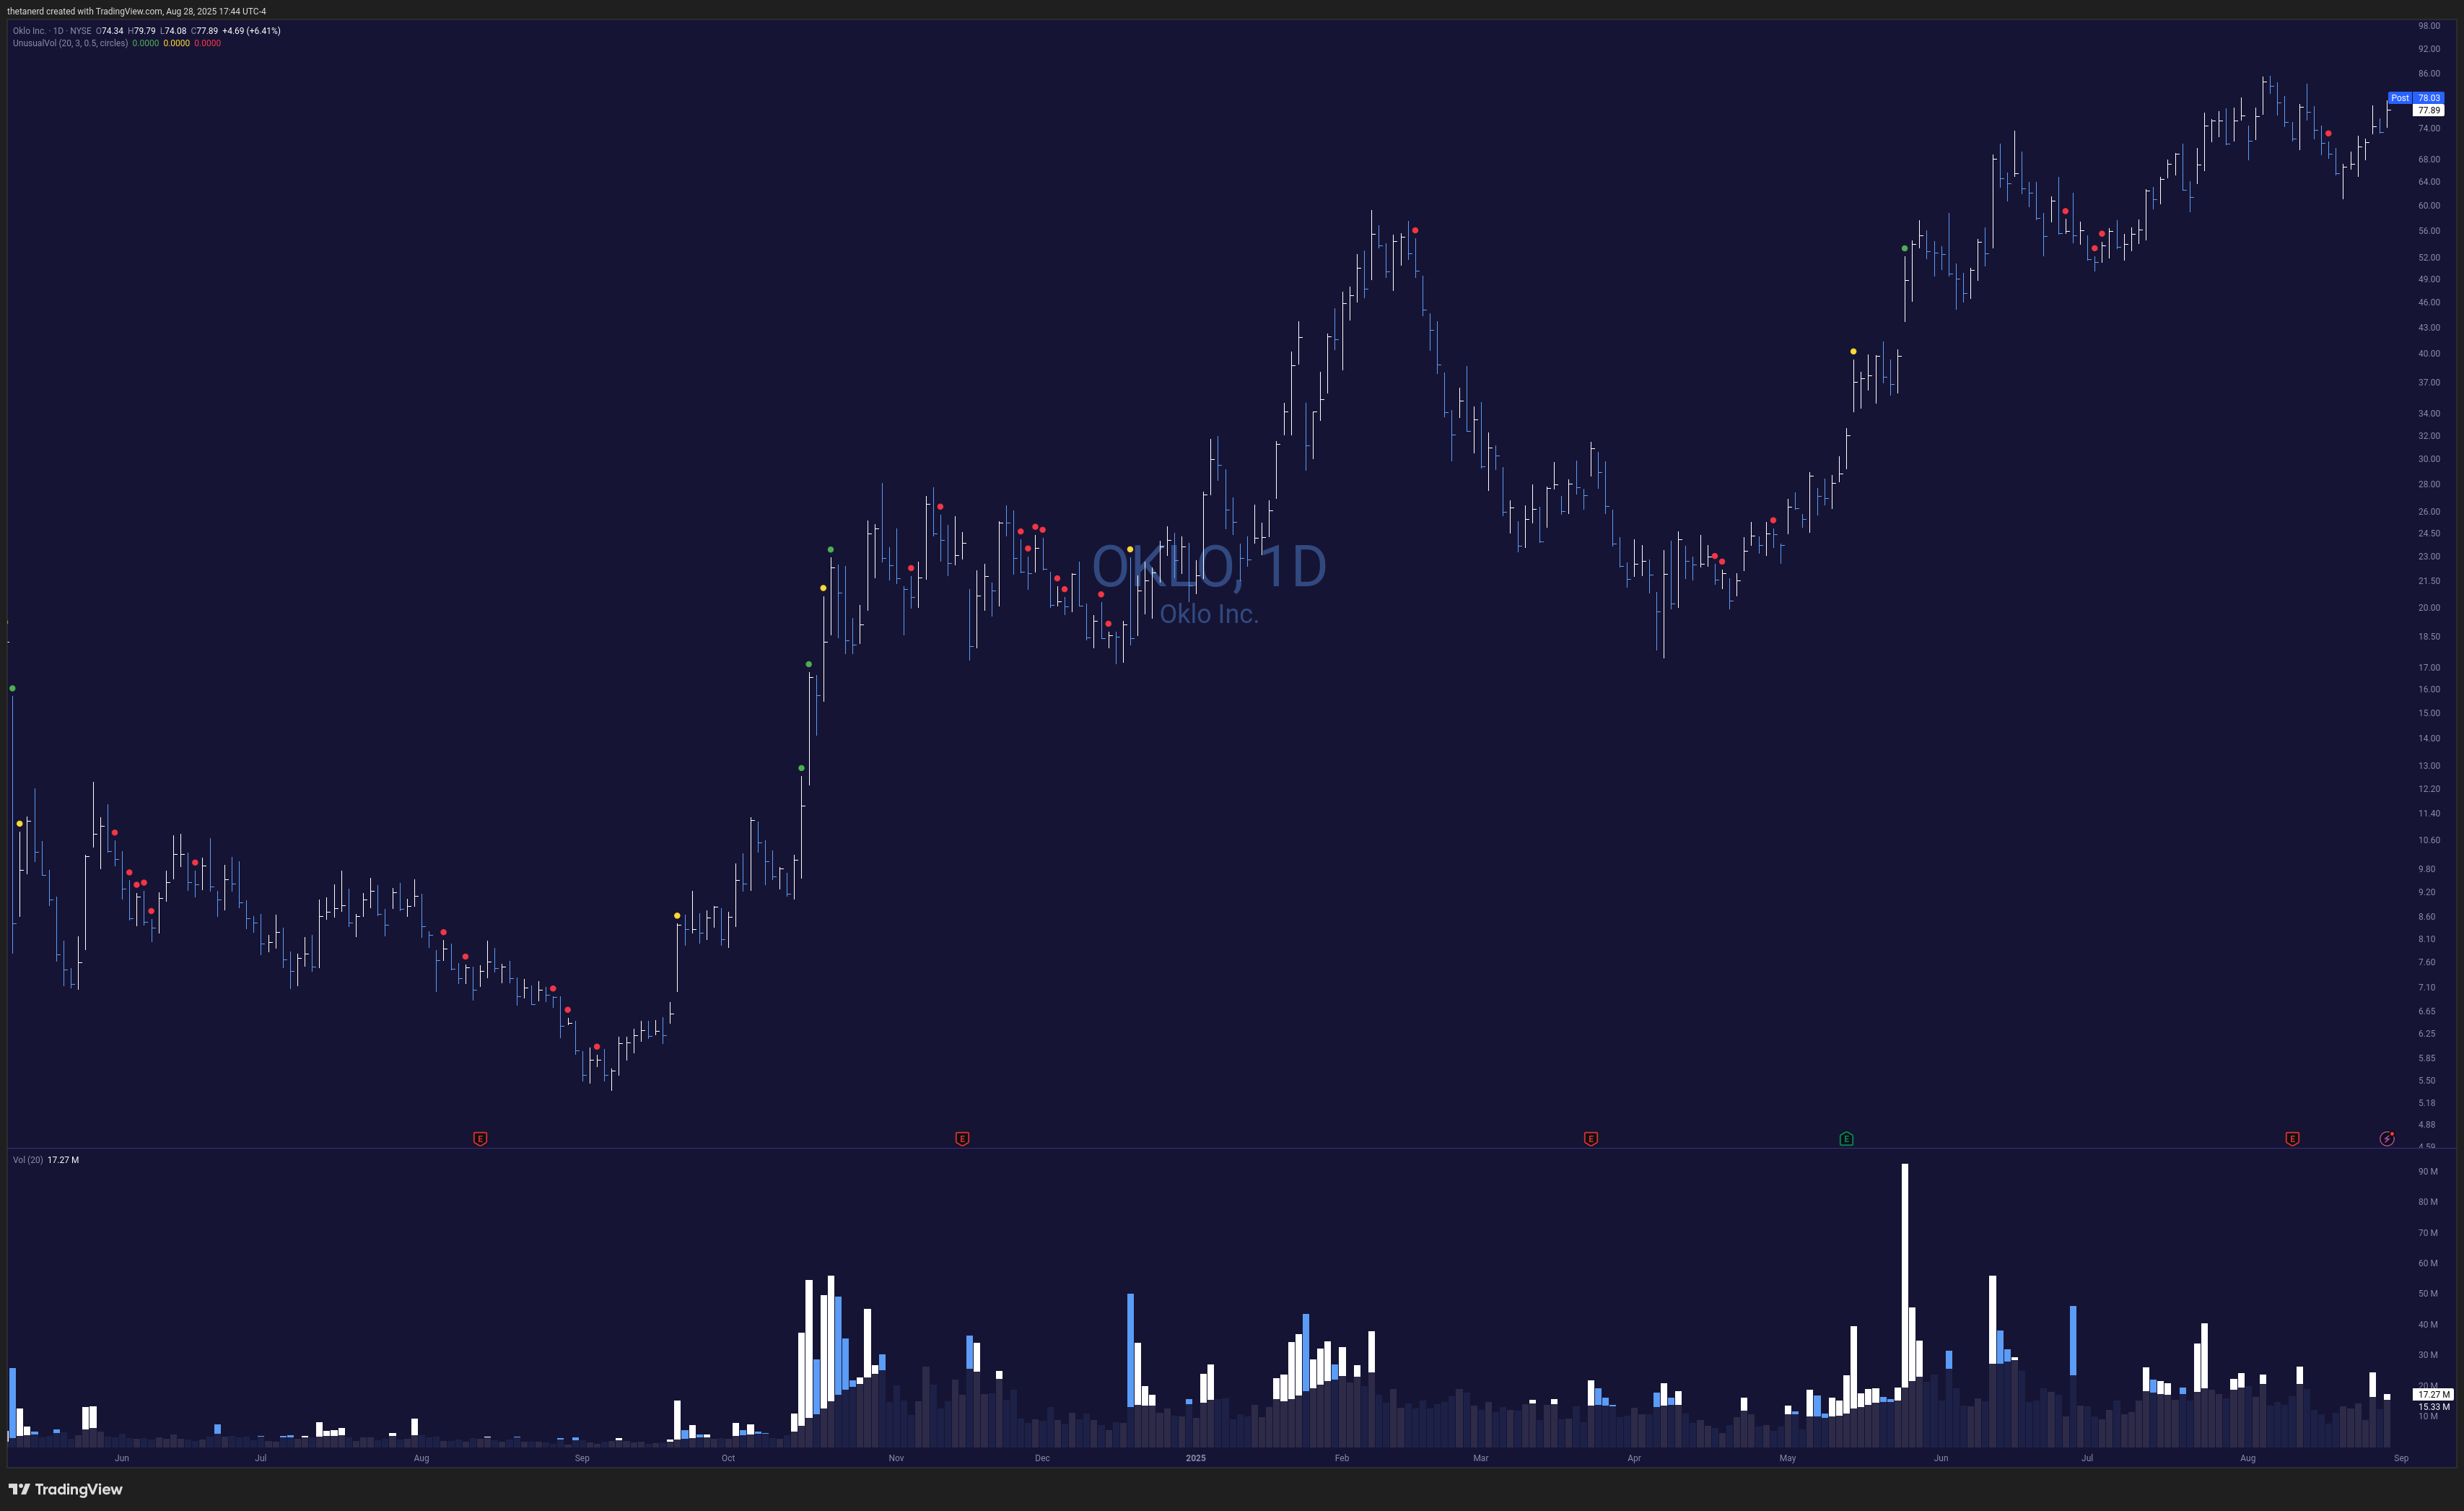 thetanerd created with TradingView.com, Aug 28, 2025 17:44 UTC-4
Oklo Inc. · 1D · NYSE O74.34 H79.79 L74.08 C77.89 +4.69 (+6.41%)
UnusualVol (20, 3, 0.5, circles) 0.0000 0.0000 0.0000
98.00
92.00
86.00
Post 78.03
77.89
74.00
68.00
64.00
60.00
56.00
52.00
49.00
46.00
43.00
40.00
37.00
34.00
32.00
30.00
28.00
26.00
24.50
23.00
21.50
20.00
18.50
17.00
16.00
15.00
14.00
13.00
12.20
11.40
10.60
9.80
9.20
8.60
8.10
7.60
7.10
6.65
6.25
5.85
5.50
5.18
4.88
4.59
OKLO, 1D
Oklo Inc.
E E E E E
Vol (20) 17.27 M
90 M
80 M
70 M
60 M
50 M
40 M
30 M
20 M
17.27 M
15.33 M
10 M
Jun Jul Aug Sep Oct Nov Dec 2025 Feb Mar Apr May Jun Jul Aug Sep
TradingView